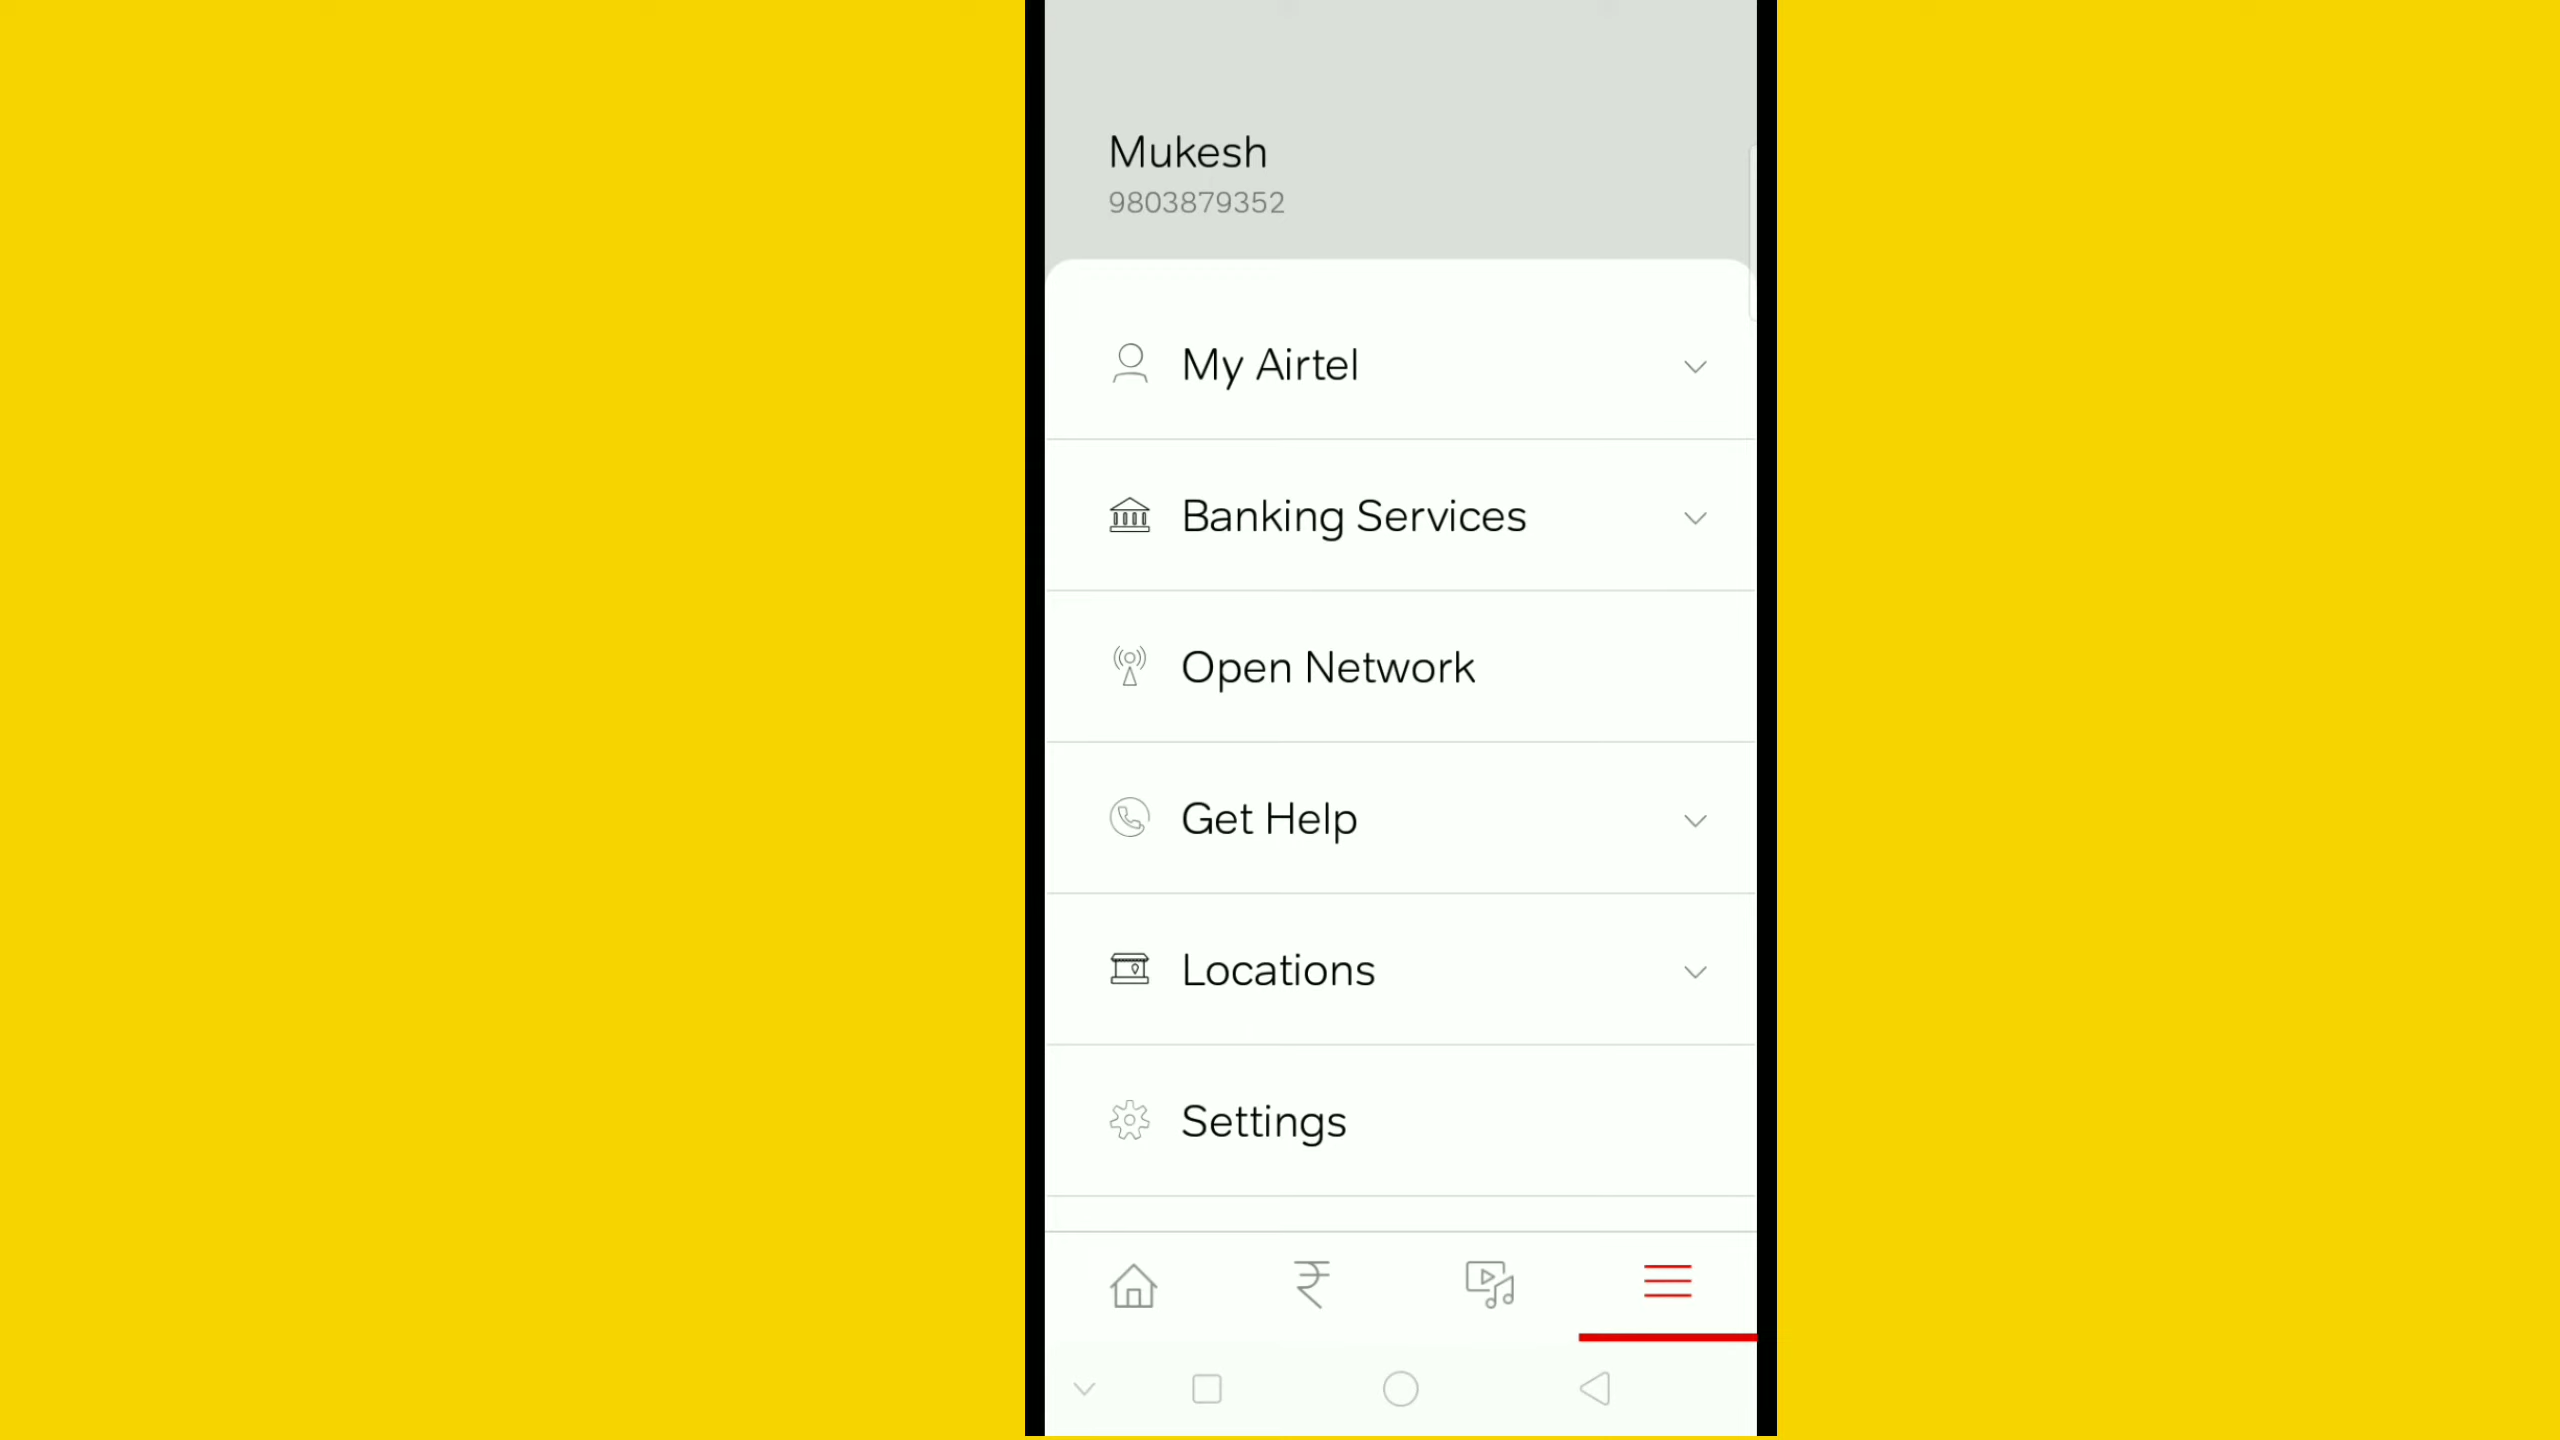 Mukesh
9803879352
My Airtel
Banking Services
Open Network
Get Help
Locations
Settings